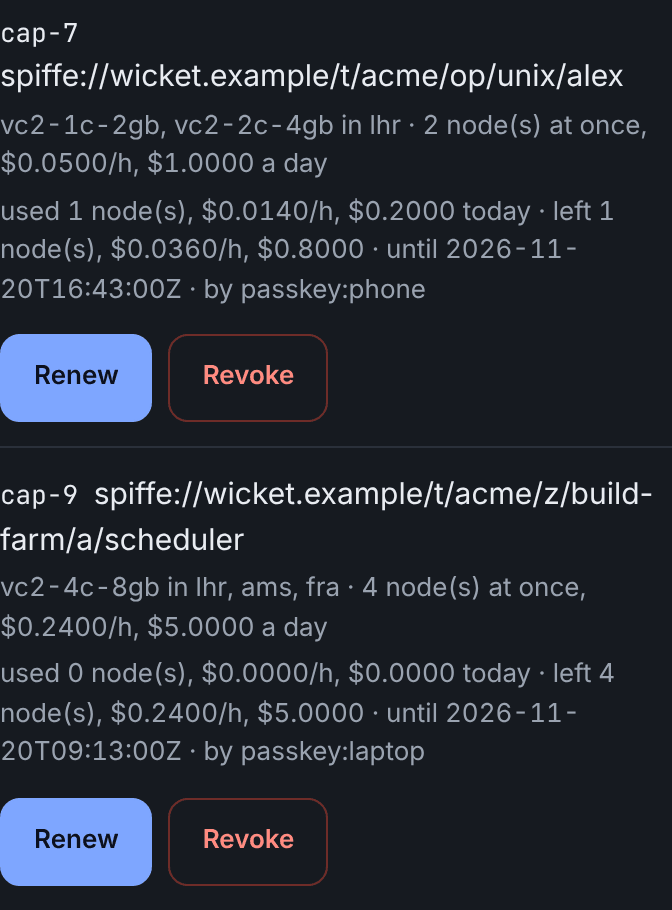 cap-7
spiffe://wicket.example/t/acme/op/unix/alex
vc2-1c-2gb, vc2-2c-4gb in lhr · 2 node(s) at once,
$0.0500/h, $1.0000 a day
used 1 node(s), $0.0140/h, $0.2000 today · left 1
node(s), $0.0360/h, $0.8000 · until 2026-11-
20T16:43:00Z · by passkey:phone
Renew Revoke
cap-9 spiffe://wicket.example/t/acme/z/build-
farm/a/scheduler
vc2-4c-8gb in lhr, ams, fra · 4 node(s) at once,
$0.2400/h, $5.0000 a day
used 0 node(s), $0.0000/h, $0.0000 today · left 4
node(s), $0.2400/h, $5.0000 · until 2026-11-
20T09:13:00Z · by passkey:laptop
Renew Revoke